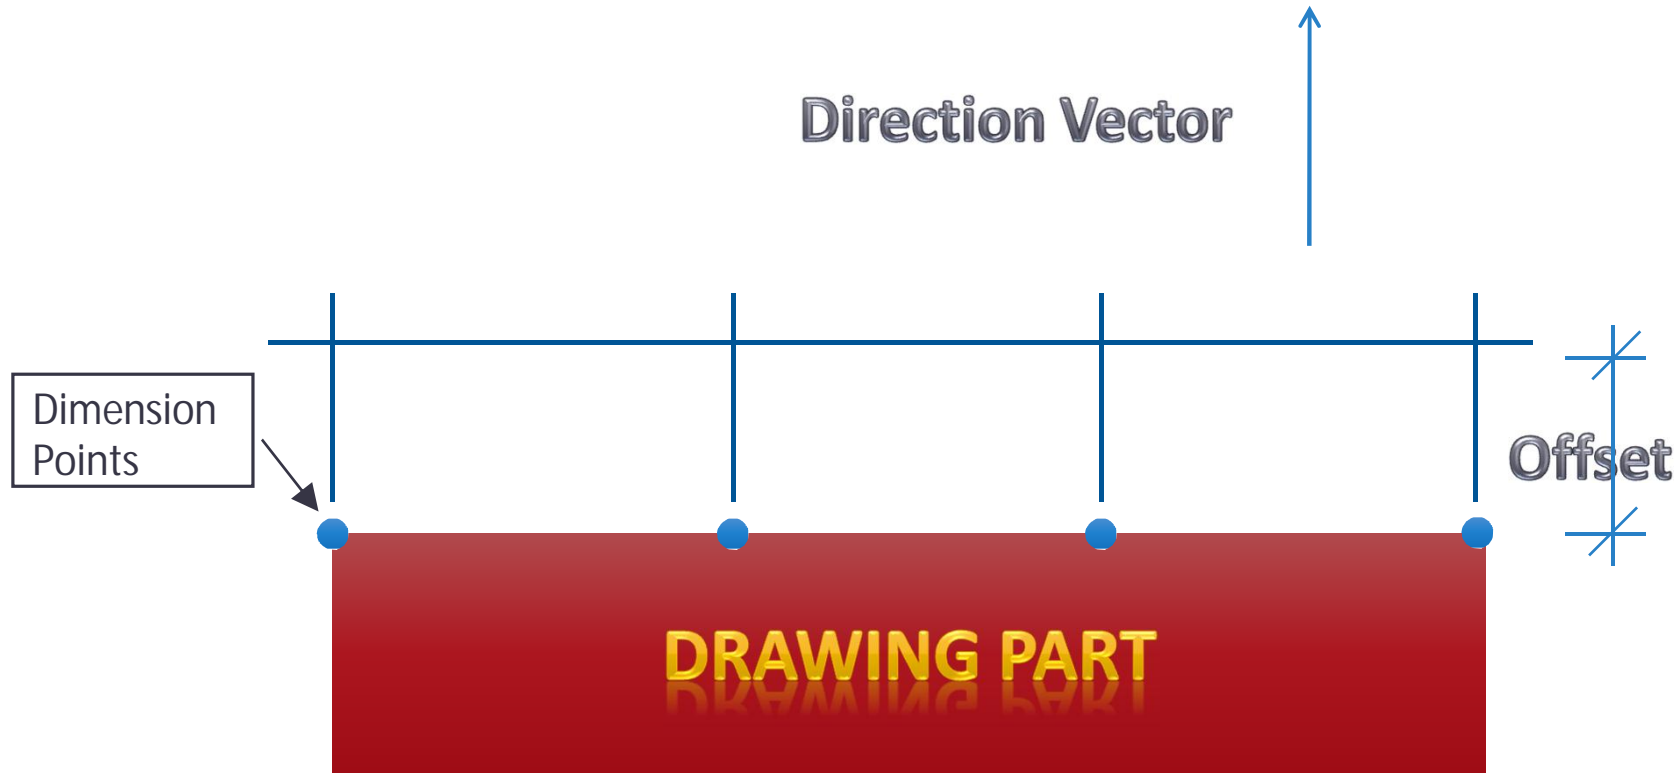 Direction Vector
Dimension
Points
Offset
DRAWING PART